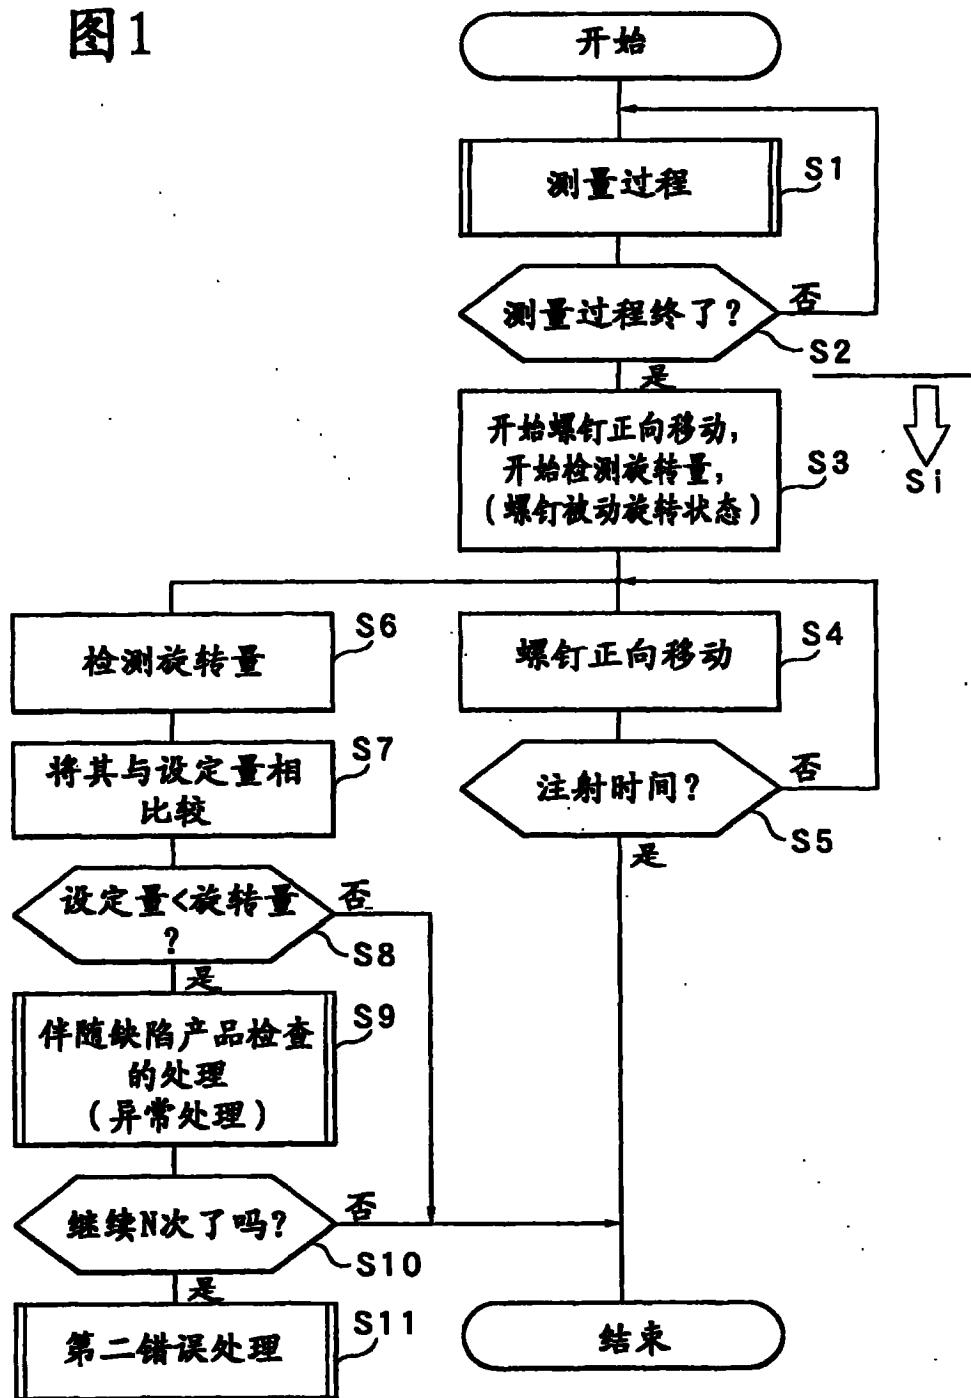 图1
开始
测量过程
S1
测量过程终了?
否
S2
是
开始螺钉正向移动,
开始检测旋转量,
(螺钉被动旋转状态)
S3
Si
检测旋转量
S6
螺钉正向移动
S4
将其与设定量相
比较
S7
注射时间?
否
S5
是
设定量<旋转量
?
否
S8
是
伴随缺陷产品检查
的处理
(异常处理)
S9
继续N次了吗?
否
S10
是
第二错误处理
S11
结束